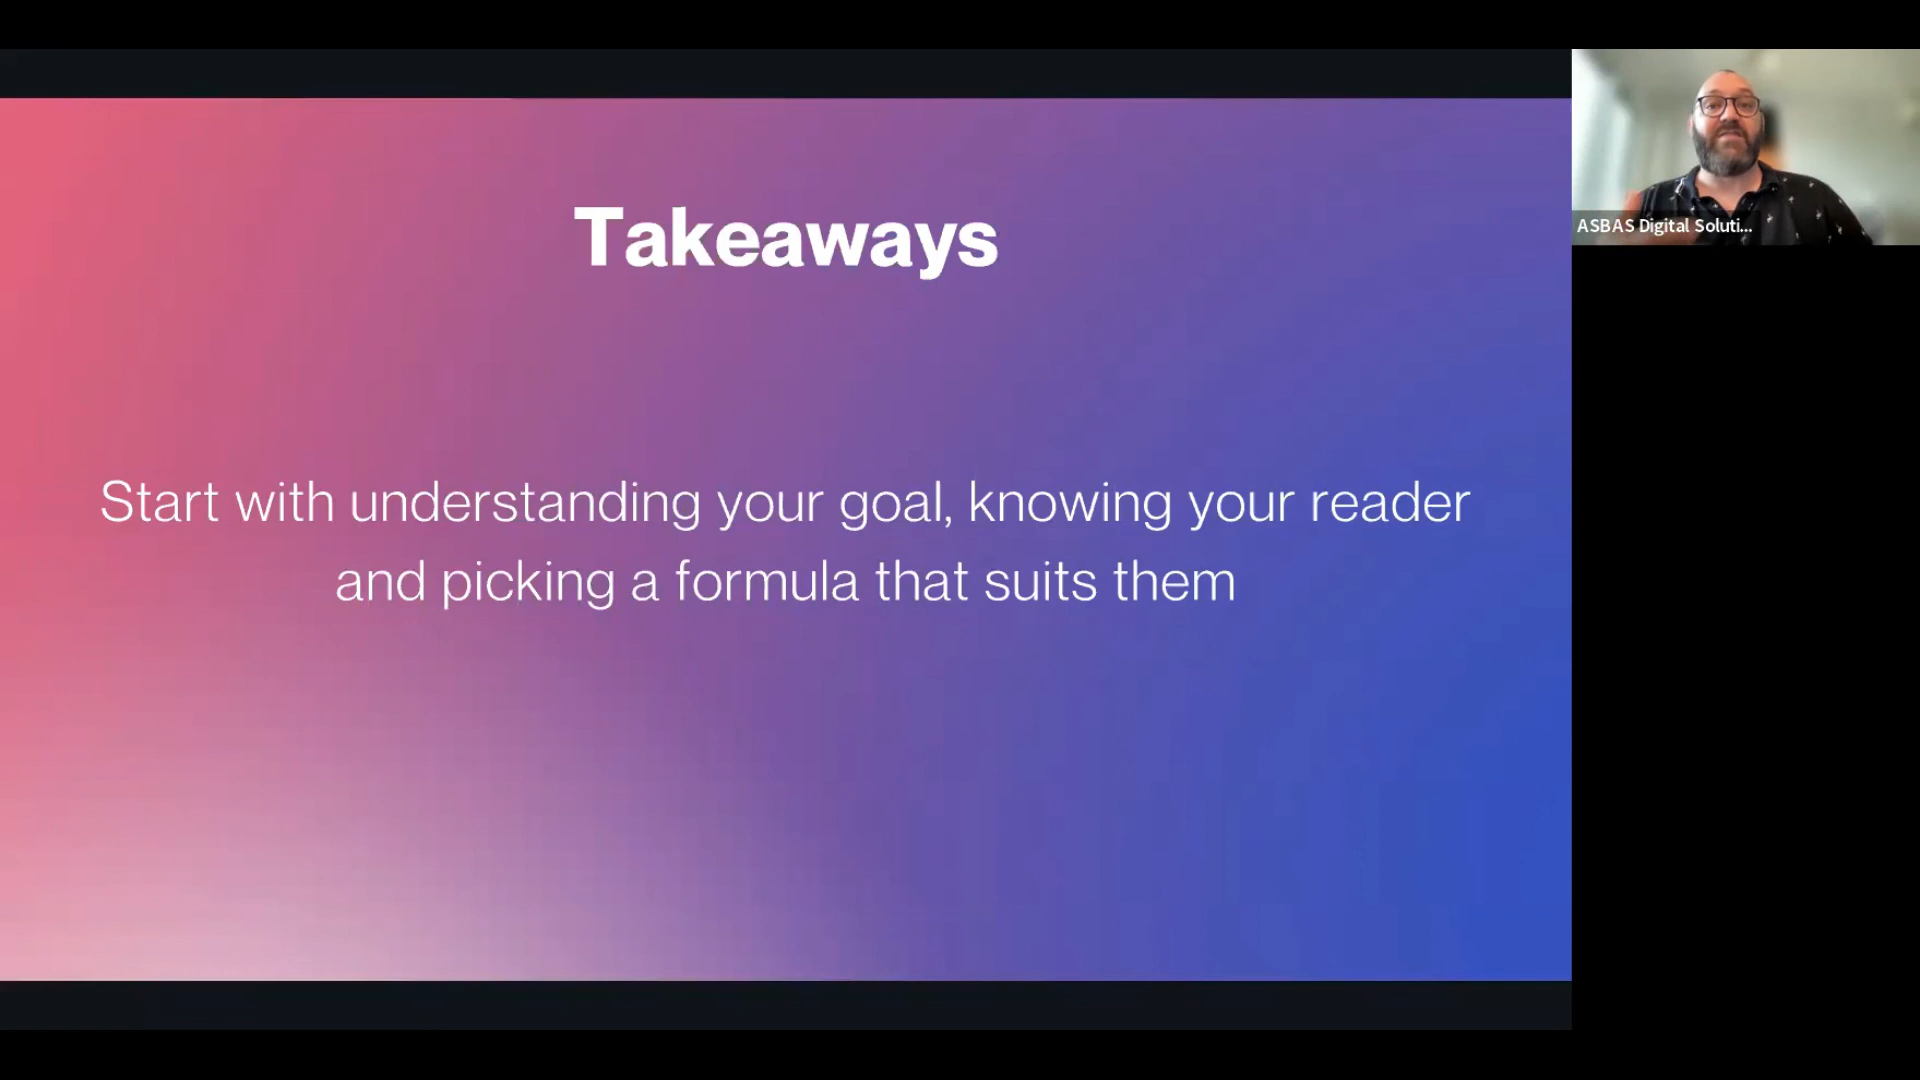 Takeaways
Start with understanding your goal, knowing your reader
and picking a formula that suits them
ASBAS Digital Soluti...